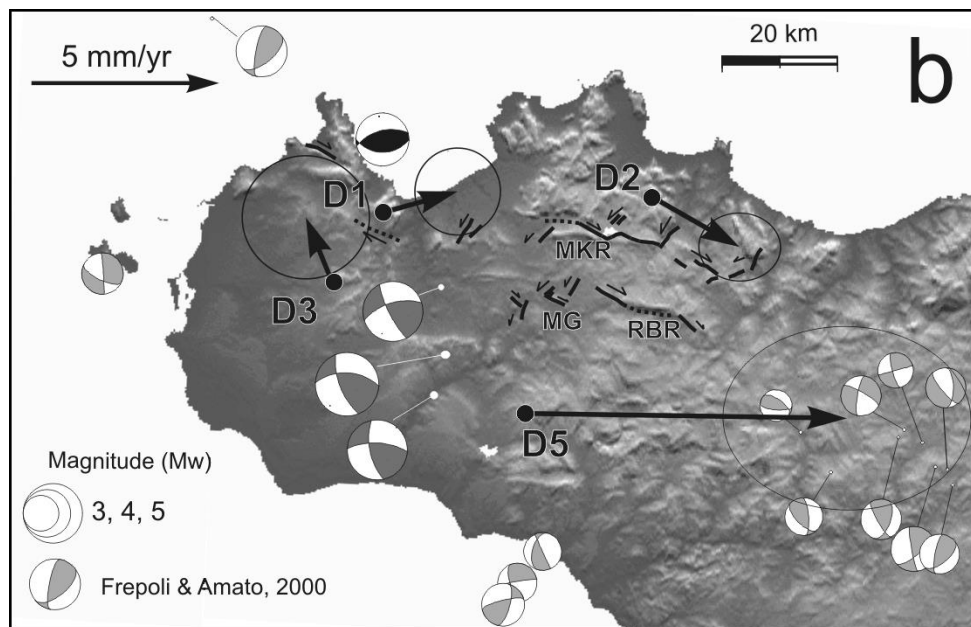 5 mm/yr
20 km
b
D1
D2
MKR
D3
MG
RBR
D5
Magnitude (Mw)
3, 4, 5
Frepoli & Amato, 2000